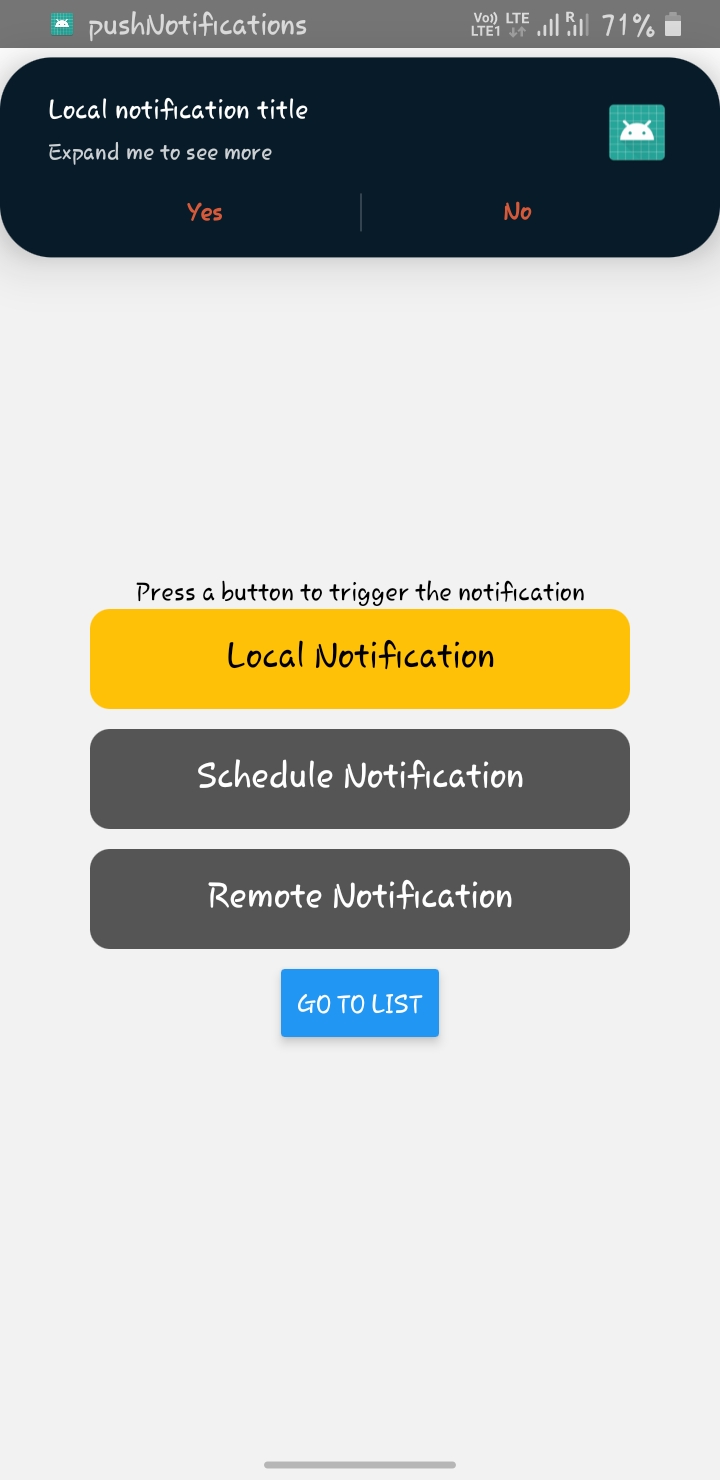 pushNotifications
Vo)) LTE
LTE1
R
71%
Local notification title
Expand me to see more
Yes
No
Press a button to trigger the notification
Local Notification
Schedule Notification
Remote Notification
GO TO LIST